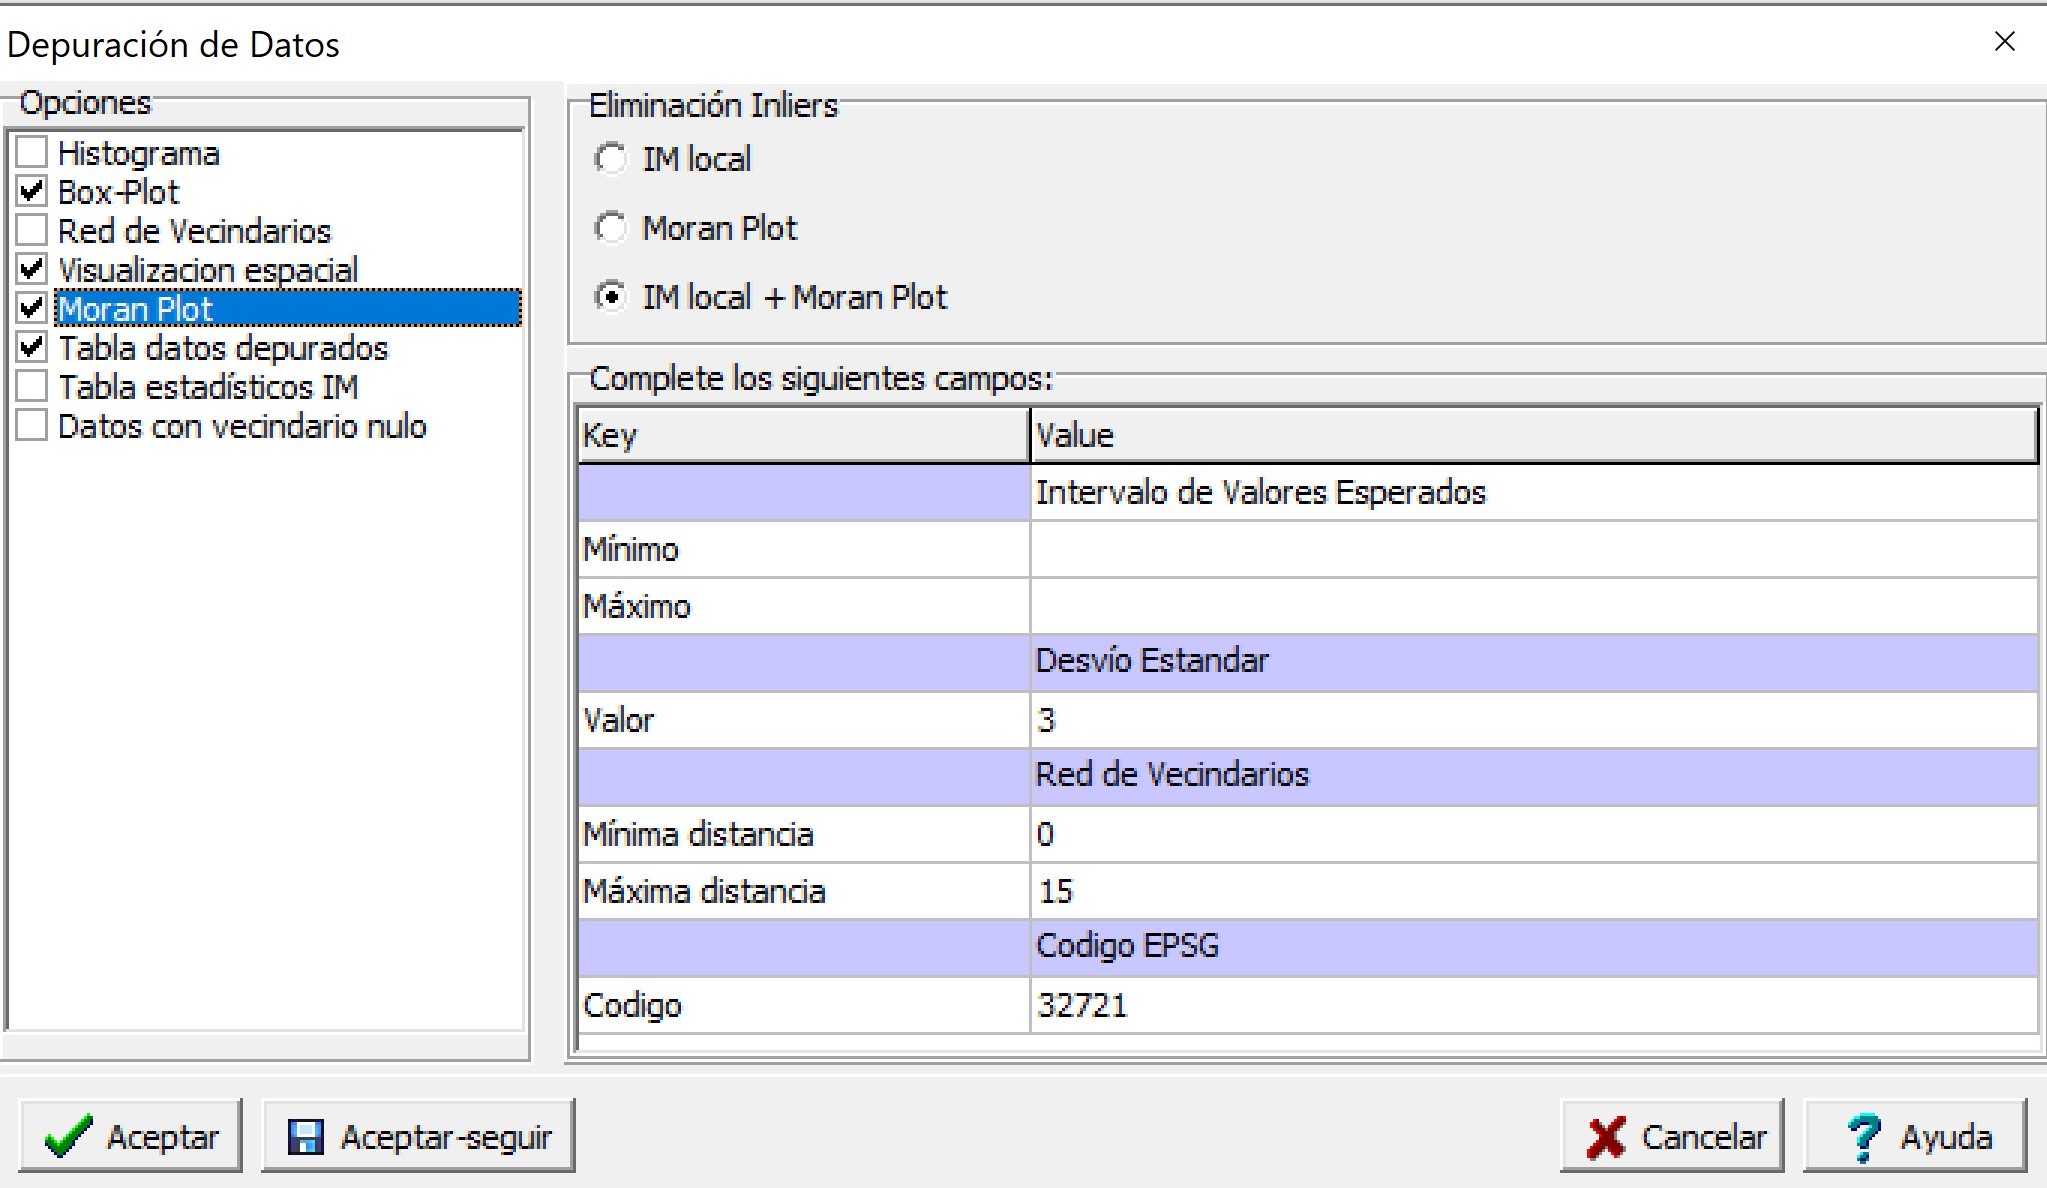 Depuración de Datos
Opciones
Histograma
Box-Plot
Red de Vecindarios
Visualizacion espacial
Moran Plot
Tabla datos depurados
Tabla estadísticos IM
Datos con vecindario nulo
Eliminación Inliers
IM local
Moran Plot
IM local + Moran Plot
Complete los siguientes campos:
Key Value
Intervalo de Valores Esperados
Mínimo
Máximo
Desvío Estandar
Valor 3
Red de Vecindarios
Mínima distancia 0
Máxima distancia 15
Codigo EPSG
Codigo 32721
Aceptar Aceptar-seguir Cancelar Ayuda